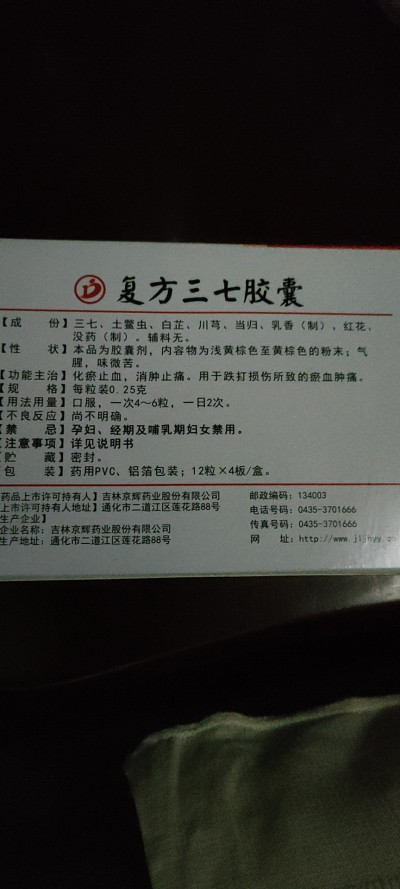 复方三七胶囊
【成 份】三七、土鳖虫、白芷、川芎、当归、乳香（制）、红花、
没药（制）。辅料无。
【性 状】本品为胶囊剂，内容物为浅黄棕色至黄棕色的粉末；气
腥，味微苦。
【功能主治】化瘀止血，消肿止痛。用于跌打损伤所致的瘀血肿痛。
【规 格】每粒装0.25克
【用法用量】口服，一次4～6粒，一日2次。
【不良反应】尚不明确。
【禁 忌】孕妇、经期及哺乳期妇女禁用。
【注意事项】详见说明书
【贮 藏】密封。
【包 装】药用PVC、铝箔包装；12粒×4板/盒。
药品上市许可持有人】吉林京辉药业股份有限公司
上市许可持有人地址】通化市二道江区莲花路88号
生产企业】
企业名称：吉林京辉药业股份有限公司
生产地址：通化市二道江区莲花路88号
邮政编码：134003
电话号码：0435-3701666
传真号码：0435-3701666
网 址：http://www.jljhyy.cn